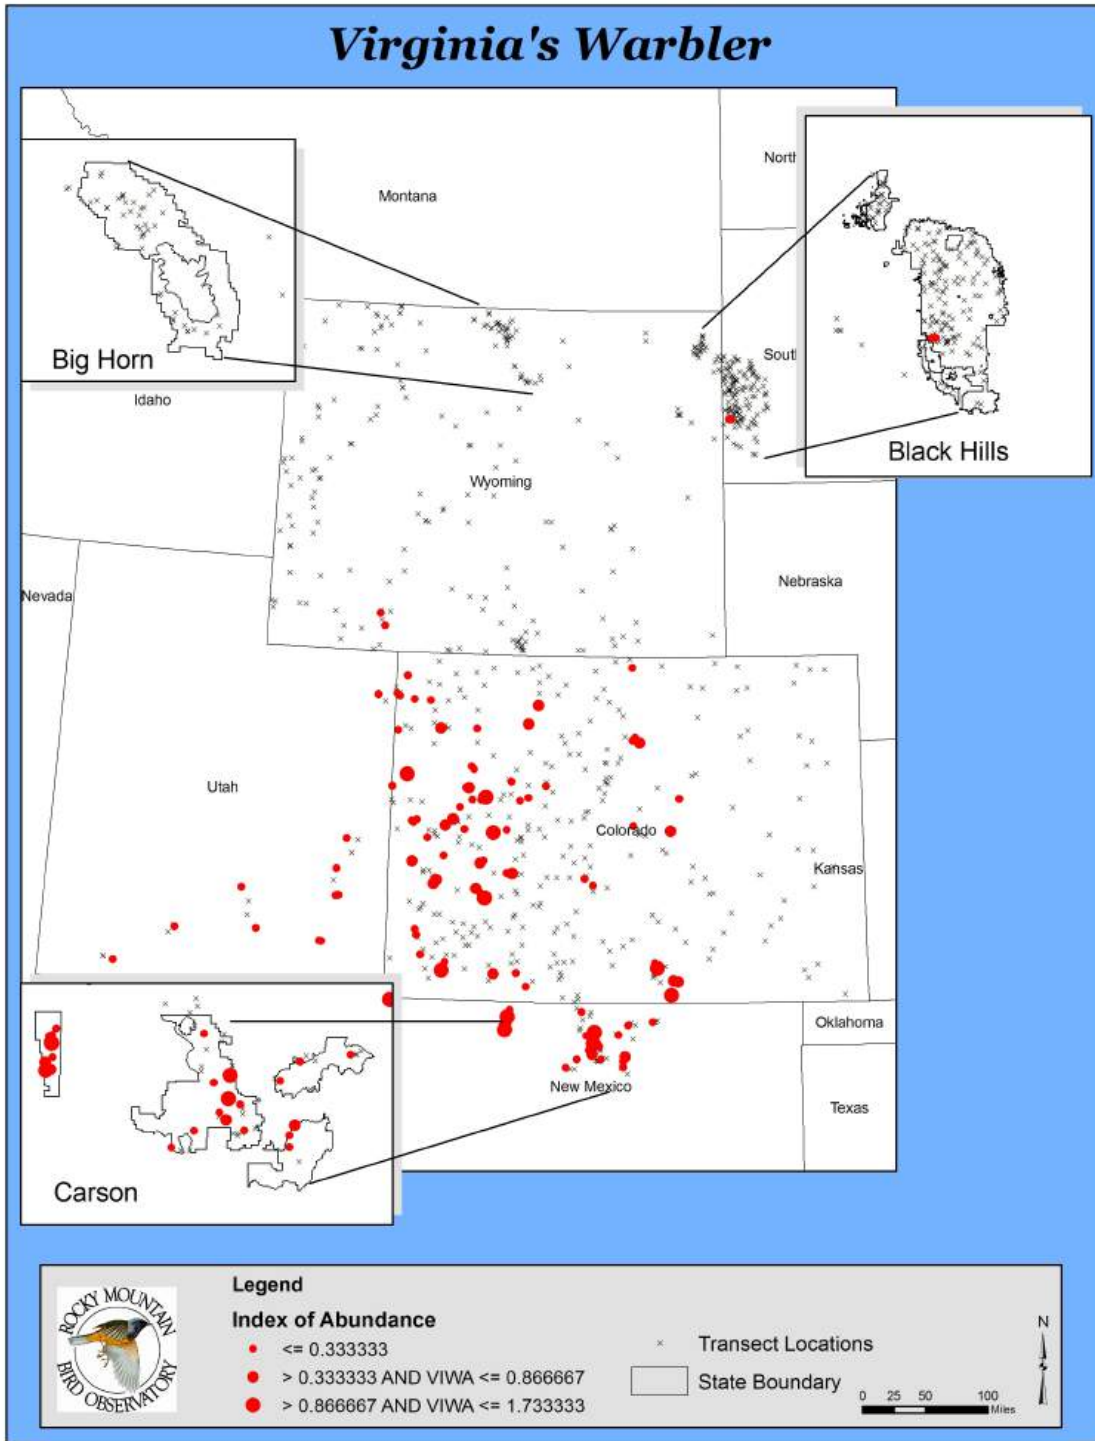 Virginia's Warbler
Montana
North
Big Horn
South
Idaho
Black Hills
Wyoming
Nebraska
Nevada
Utah
Colorado
Kansas
Oklahoma
New Mexico
Texas
Carson
Legend
Index of Abundance
<= 0.333333
> 0.333333 AND VIWA <= 0.866667
> 0.866667 AND VIWA <= 1.733333
Transect Locations
State Boundary
N
0 25 50 100
Miles
ROCKY MOUNTAIN
BIRD OBSERVATORY